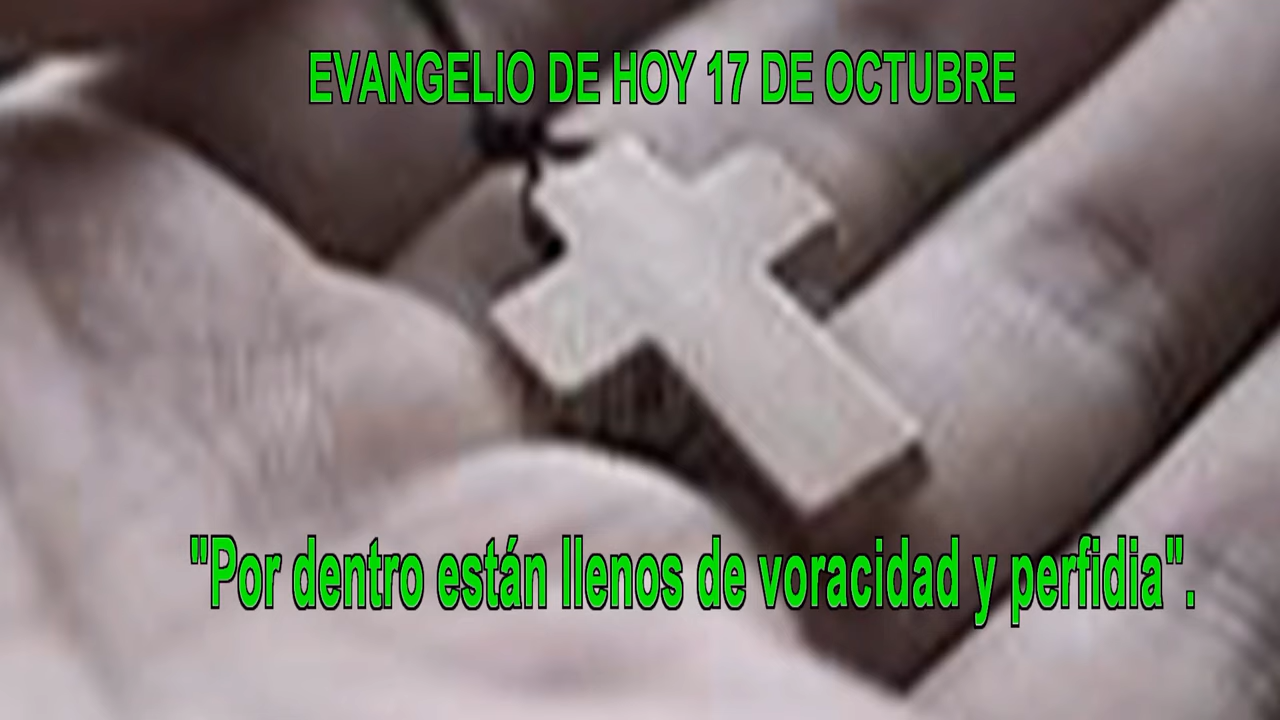 EVANGELIO DE HOY 17 DE OCTUBRE
"Por dentro están llenos de voracidad y perfidia".